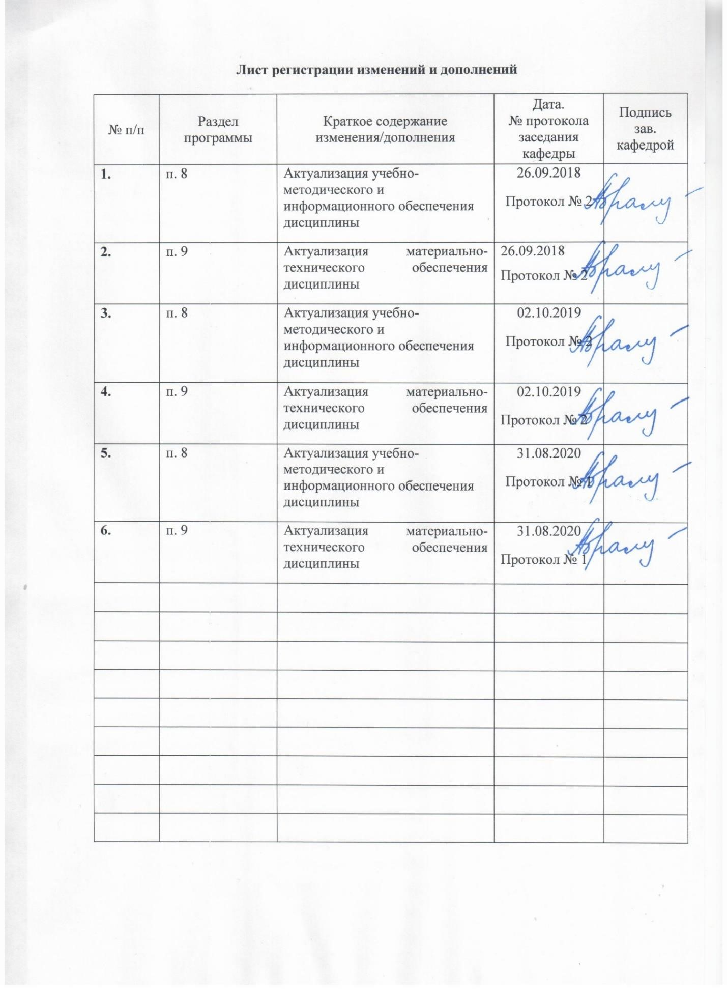 Лист регистрации изменений и дополнений
№ п/п
Раздел
программы
Краткое содержание
изменения/дополнения
Дата.
№ протокола
заседания
кафедры
Подпись
зав.
кафедрой
1.
п. 8
Актуализация учебно-
методического и
информационного обеспечения
дисциплины
26.09.2018
Протокол № 2
2.
п. 9
Актуализация материально-
технического обеспечения
дисциплины
26.09.2018
Протокол № 2
3.
п. 8
Актуализация учебно-
методического и
информационного обеспечения
дисциплины
02.10.2019
Протокол № 2
4.
п. 9
Актуализация материально-
технического обеспечения
дисциплины
02.10.2019
Протокол № 2
5.
п. 8
Актуализация учебно-
методического и
информационного обеспечения
дисциплины
31.08.2020
Протокол № 1
6.
п. 9
Актуализация материально-
технического обеспечения
дисциплины
31.08.2020
Протокол № 1